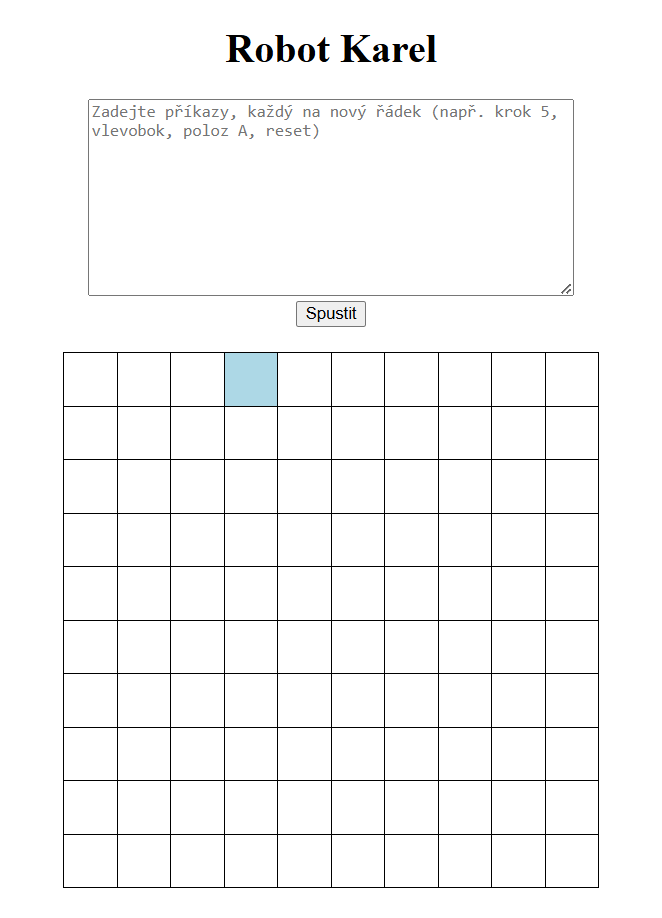 Robot Karel
Zadejte příkazy, každý na nový řádek (např. krok 5,
vlevobok, poloz A, reset)
Spustit